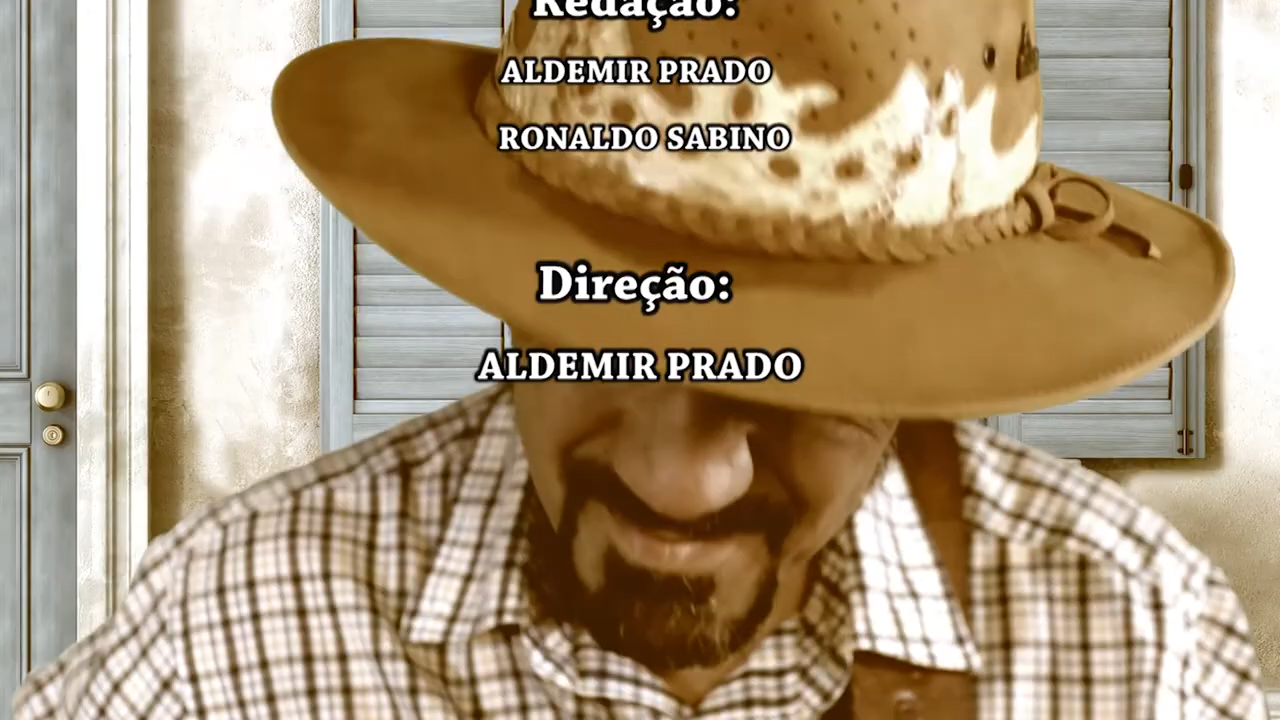 Redação:
ALDEMIR PRADO
RONALDO SABINO
Direção:
ALDEMIR PRADO